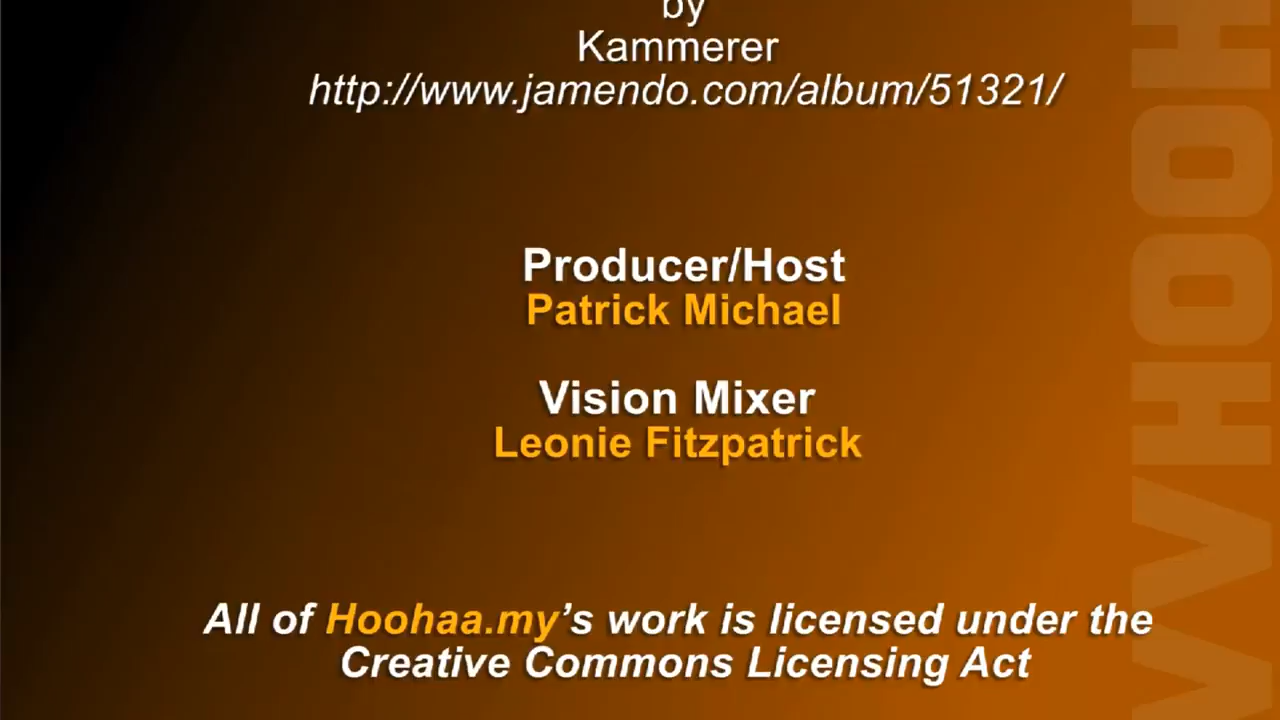 by
Kammerer
http://www.jamendo.com/album/51321/
Producer/Host
Patrick Michael
Vision Mixer
Leonie Fitzpatrick
All of Hoohaa.my’s work is licensed under the
Creative Commons Licensing Act
WHOOH